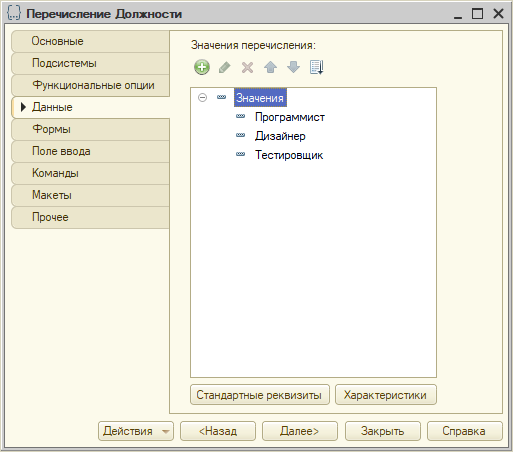 Перечисление Должности
Основные
Подсистемы
Функциональные опции
Данные
Формы
Поле ввода
Команды
Макеты
Прочее
Значения перечисления:
Значения
Программист
Дизайнер
Тестировщик
Стандартные реквизиты
Характеристики
Действия
<Назад
Далее>
Закрыть
Справка